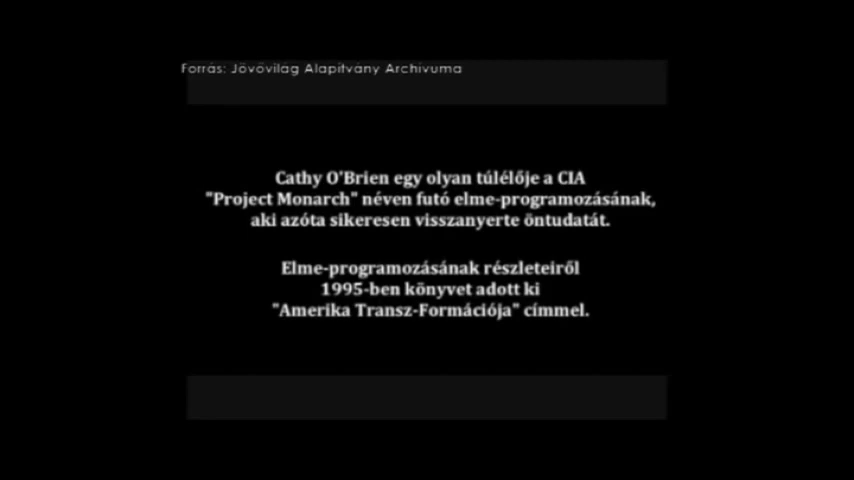 Forrás: Jövővilág Alapítvány Archívuma
Cathy O'Brien egy olyan túlélője a CIA
"Project Monarch" néven futó elme-programozásának,
aki azóta sikeresen visszanyerte öntudatát.
Elme-programozásának részleteiről
1995-ben könyvet adott ki
"Amerika Transz-Formációja" címmel.